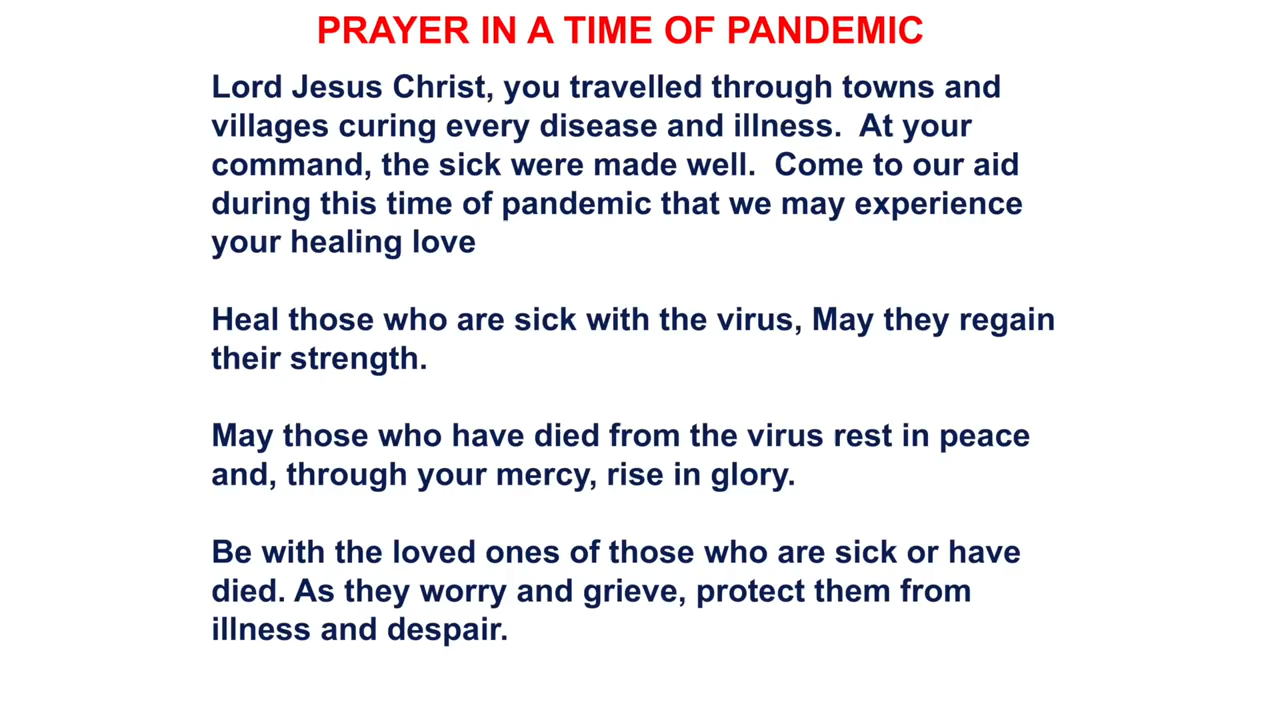 PRAYER IN A TIME OF PANDEMIC
Lord Jesus Christ, you travelled through towns and
villages curing every disease and illness.  At your
command, the sick were made well.  Come to our aid
during this time of pandemic that we may experience
your healing love
Heal those who are sick with the virus, May they regain
their strength.
May those who have died from the virus rest in peace
and, through your mercy, rise in glory.
Be with the loved ones of those who are sick or have
died. As they worry and grieve, protect them from
illness and despair.